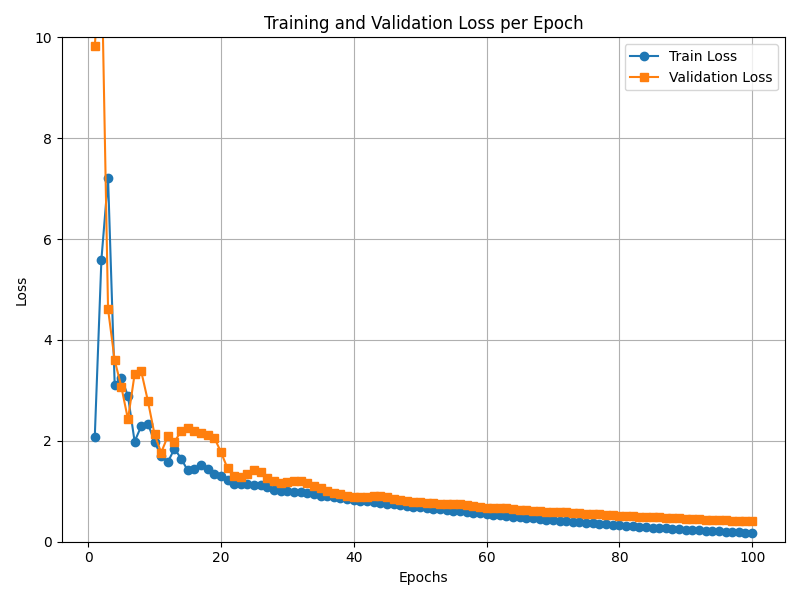 Training and Validation Loss per Epoch
Train Loss
Validation Loss
10
8
6
4
2
0
Loss
0 20 40 60 80 100
Epochs